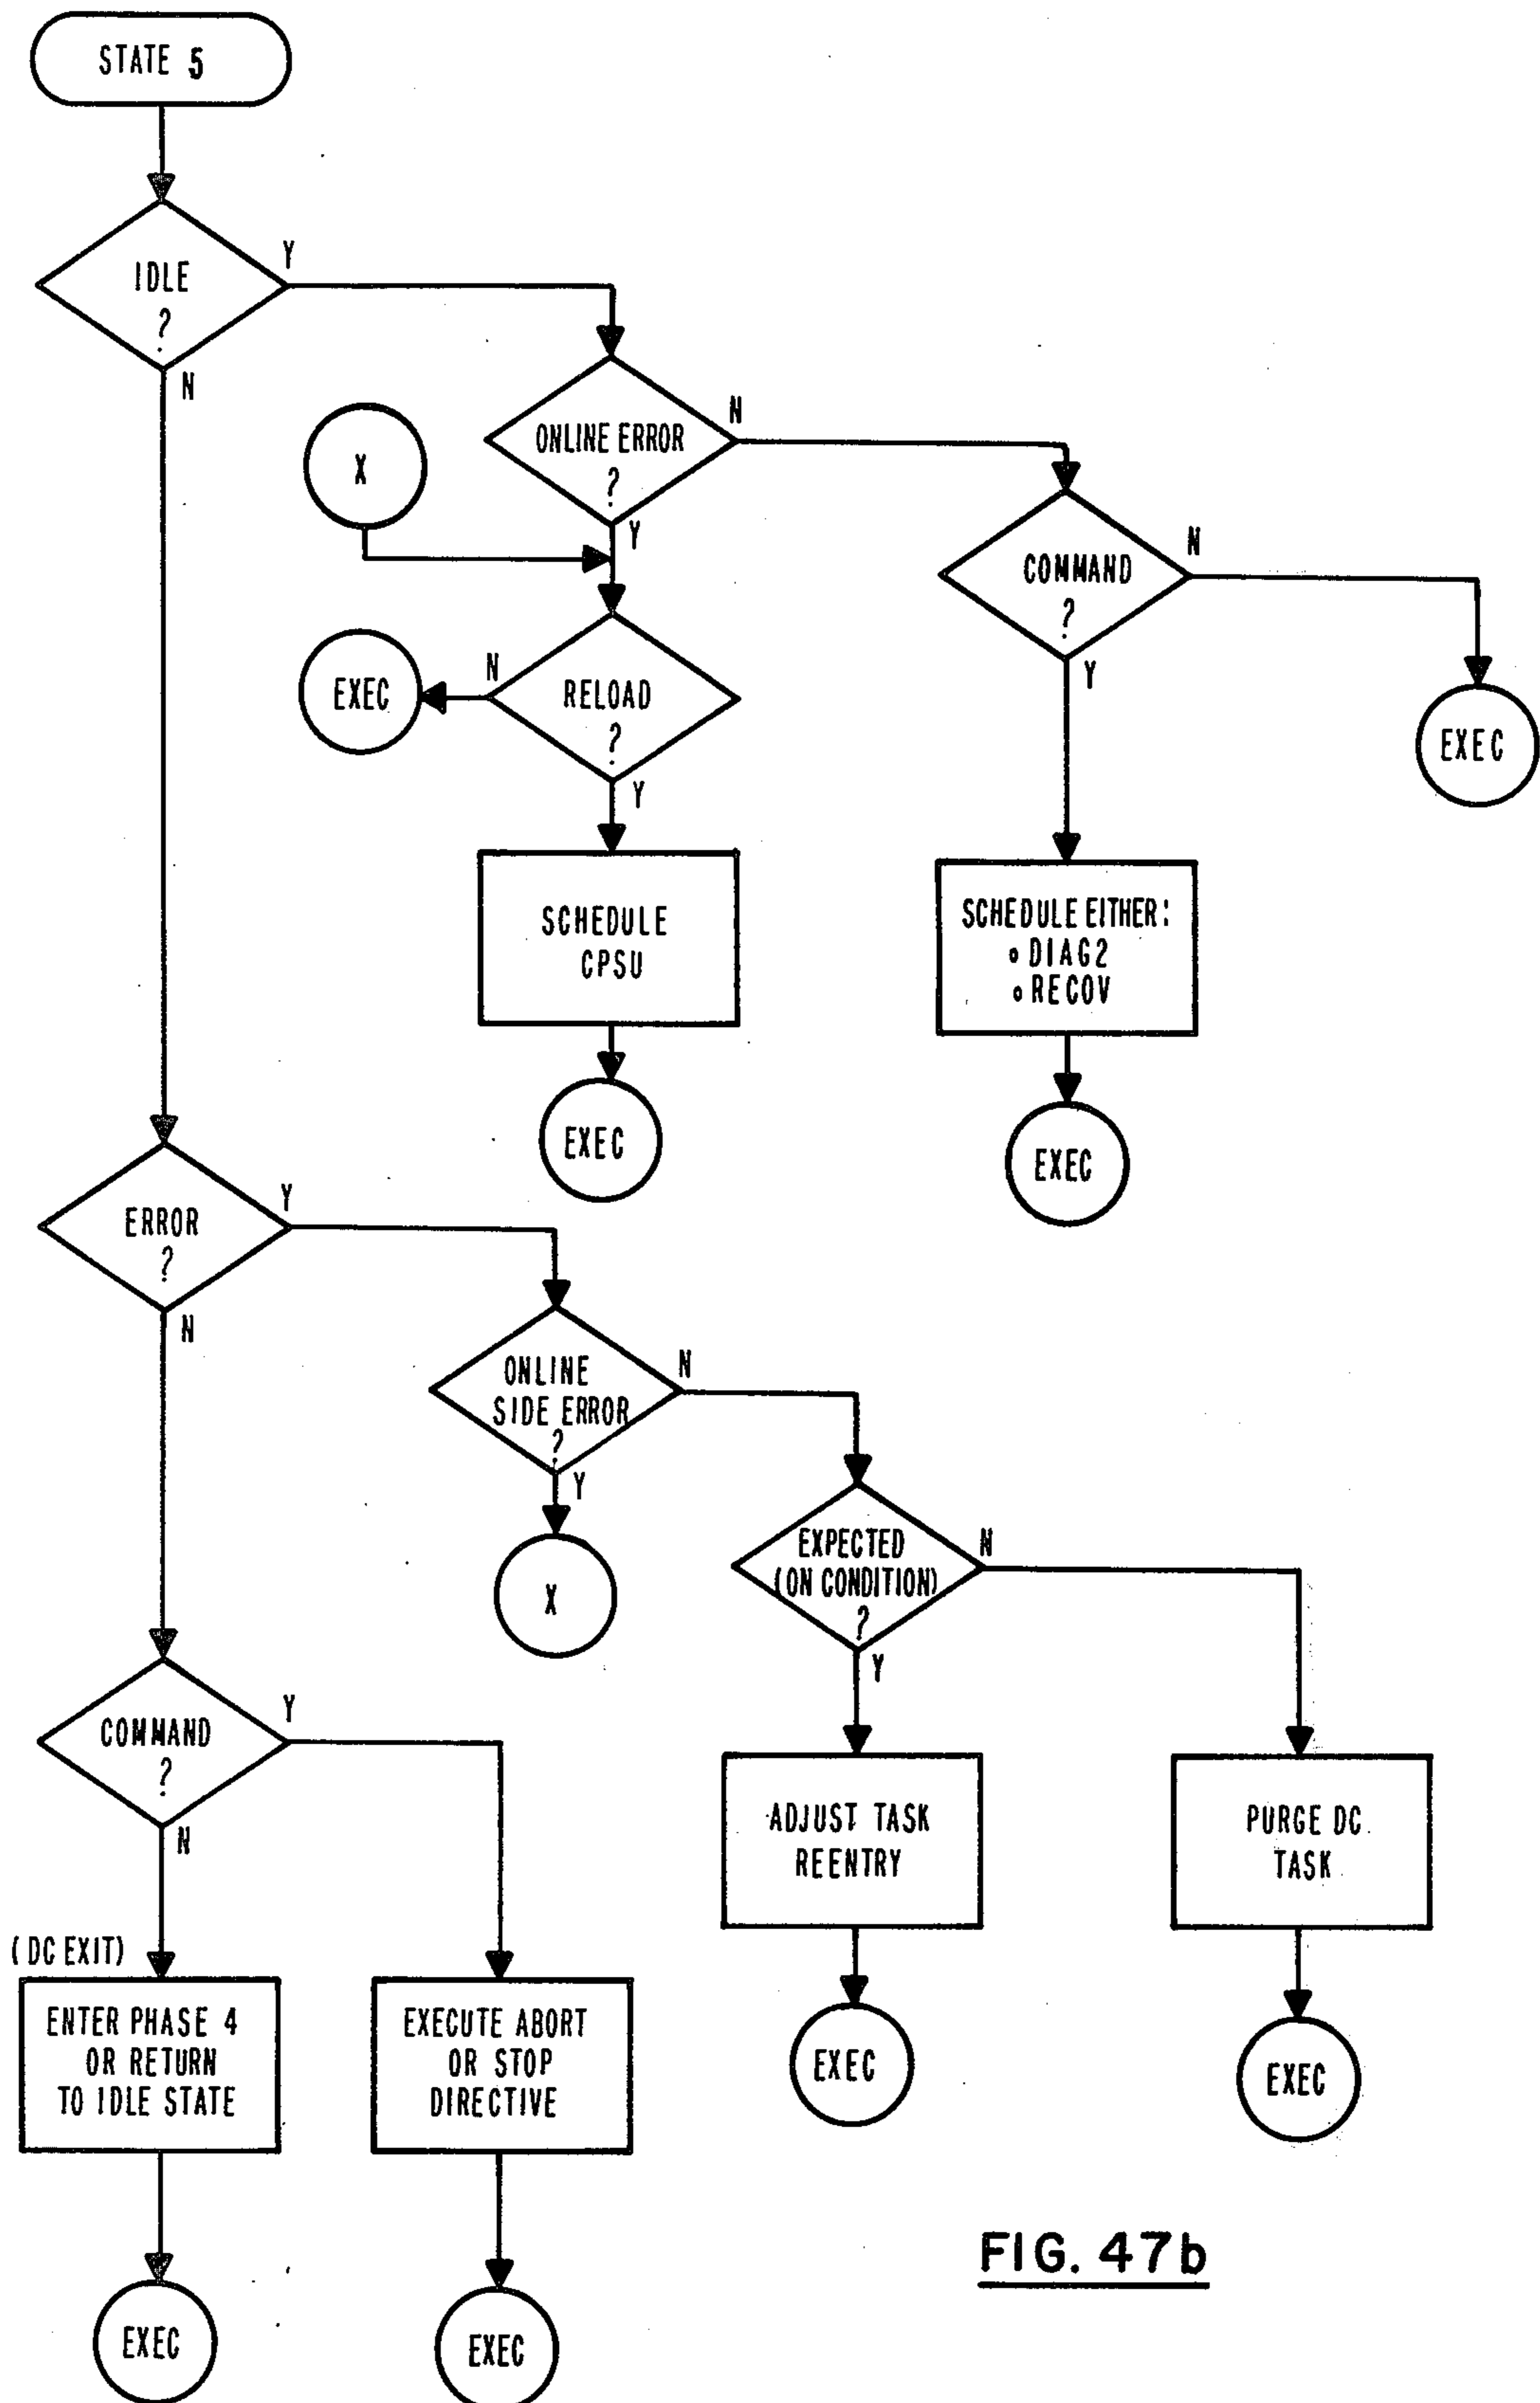 STATE 5
IDLE
?
Y
N
ONLINE ERROR
?
N
Y
X
COMMAND
?
N
Y
RELOAD
?
N
Y
EXEC
EXEC
SCHEDULE
CPSU
SCHEDULE EITHER:
o DIAG2
o RECOV
EXEC
EXEC
ERROR
?
Y
N
ONLINE
SIDE ERROR
?
N
Y
X
EXPECTED
(ON CONDITION)
?
N
Y
COMMAND
?
Y
N
ADJUST TASK
REENTRY
PURGE DC
TASK
(DC EXIT)
ENTER PHASE 4
OR RETURN
TO IDLE STATE
EXECUTE ABORT
OR STOP
DIRECTIVE
EXEC
EXEC
EXEC
EXEC
FIG. 47b